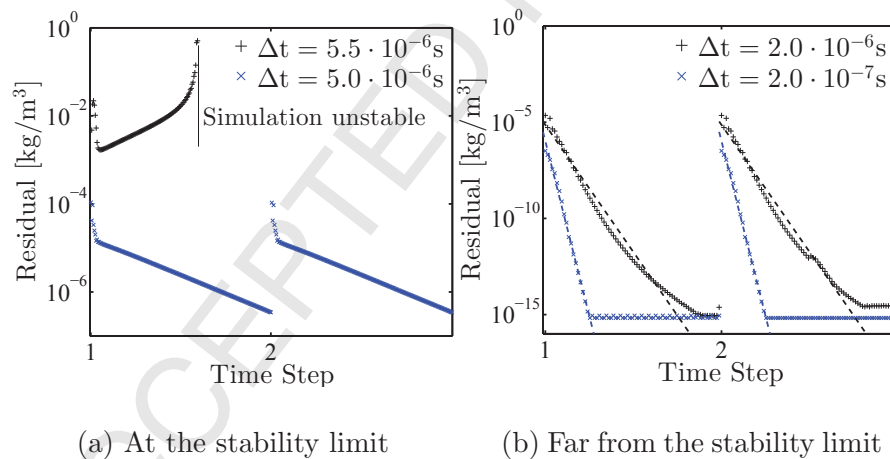 10^0
10^-2
10^-4
10^-6
Residual [kg/m^3]
+ Δt = 5.5 · 10^-6s
× Δt = 5.0 · 10^-6s
Simulation unstable
1
2
Time Step
(a) At the stability limit
10^0
10^-5
10^-10
10^-15
Residual [kg/m^3]
+ Δt = 2.0 · 10^-6s
× Δt = 2.0 · 10^-7s
1
2
Time Step
(b) Far from the stability limit
CCEPTED